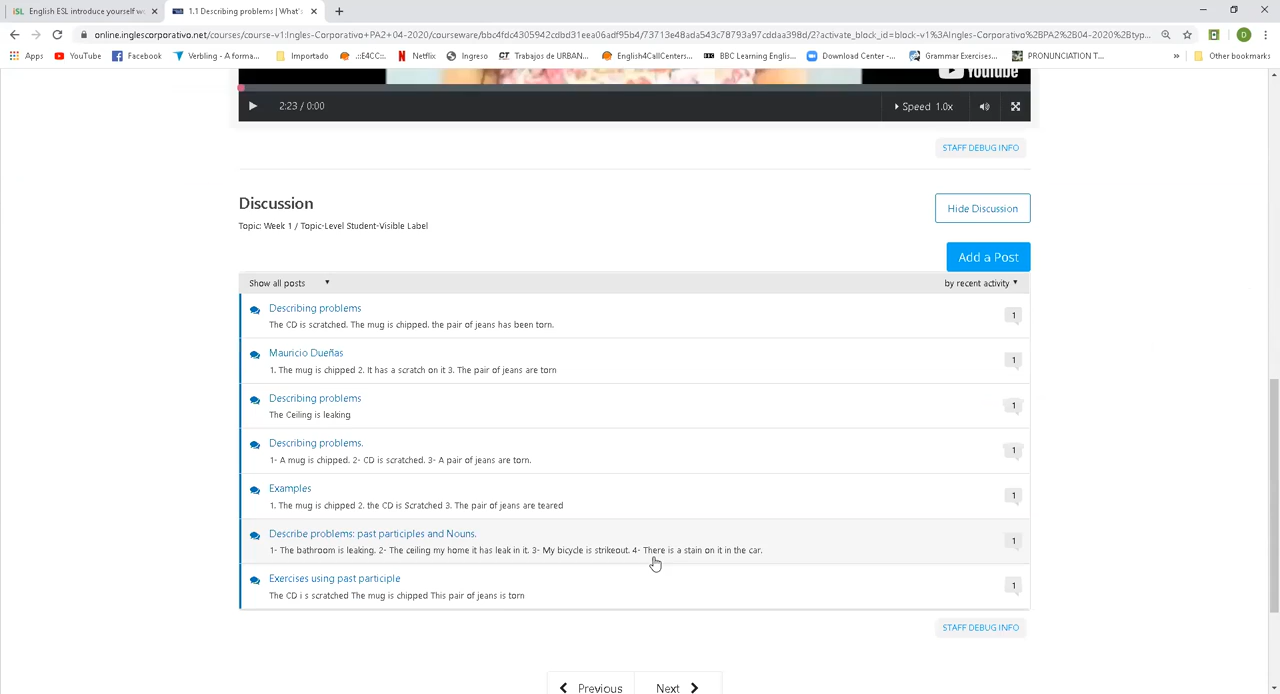 English ESL introduce yourself wo
1.1 Describing problems | What's
online.inglescorporativo.net/courses/course-v1:Ingles-Corporativo+PA2+04-2020/courseware/bbc4fdc4305942cdbd31eea06adf95b4/73713e48ada543c78793a97cddaa398d/2?activate_block_id=block-v1%3AIngles-Corporativo%2BPA2%2B04-2020%2Btyp...
Apps YouTube Facebook Verbling - A forma... Importado .::E4CC::. Netflix Ingreso Trabajos de URBAN... English4CallCenters... BBC Learning Englis... Download Center -... Grammar Exercises... PRONUNCIATION T... » Other bookmarks
YouTube
2:23 / 0:00 Speed 1.0x
STAFF DEBUG INFO
Discussion
Hide Discussion
Topic: Week 1 / Topic-Level Student-Visible Label
Add a Post
Show all posts by recent activity
Describing problems
The CD is scratched. The mug is chipped. the pair of jeans has been torn.
1
Mauricio Dueñas
1. The mug is chipped 2. It has a scratch on it 3. The pair of jeans are torn
1
Describing problems
The Ceiling is leaking
1
Describing problems.
1- A mug is chipped. 2- CD is scratched. 3- A pair of jeans are torn.
1
Examples
1. The mug is chipped 2. the CD is Scratched 3. The pair of jeans are teared
1
Describe problems: past participles and Nouns.
1- The bathroom is leaking. 2- The ceiling my home it has leak in it. 3- My bicycle is strikeout. 4- There is a stain on it in the car.
1
Exercises using past participle
The CD i s scratched The mug is chipped This pair of jeans is torn
1
STAFF DEBUG INFO
Previous Next